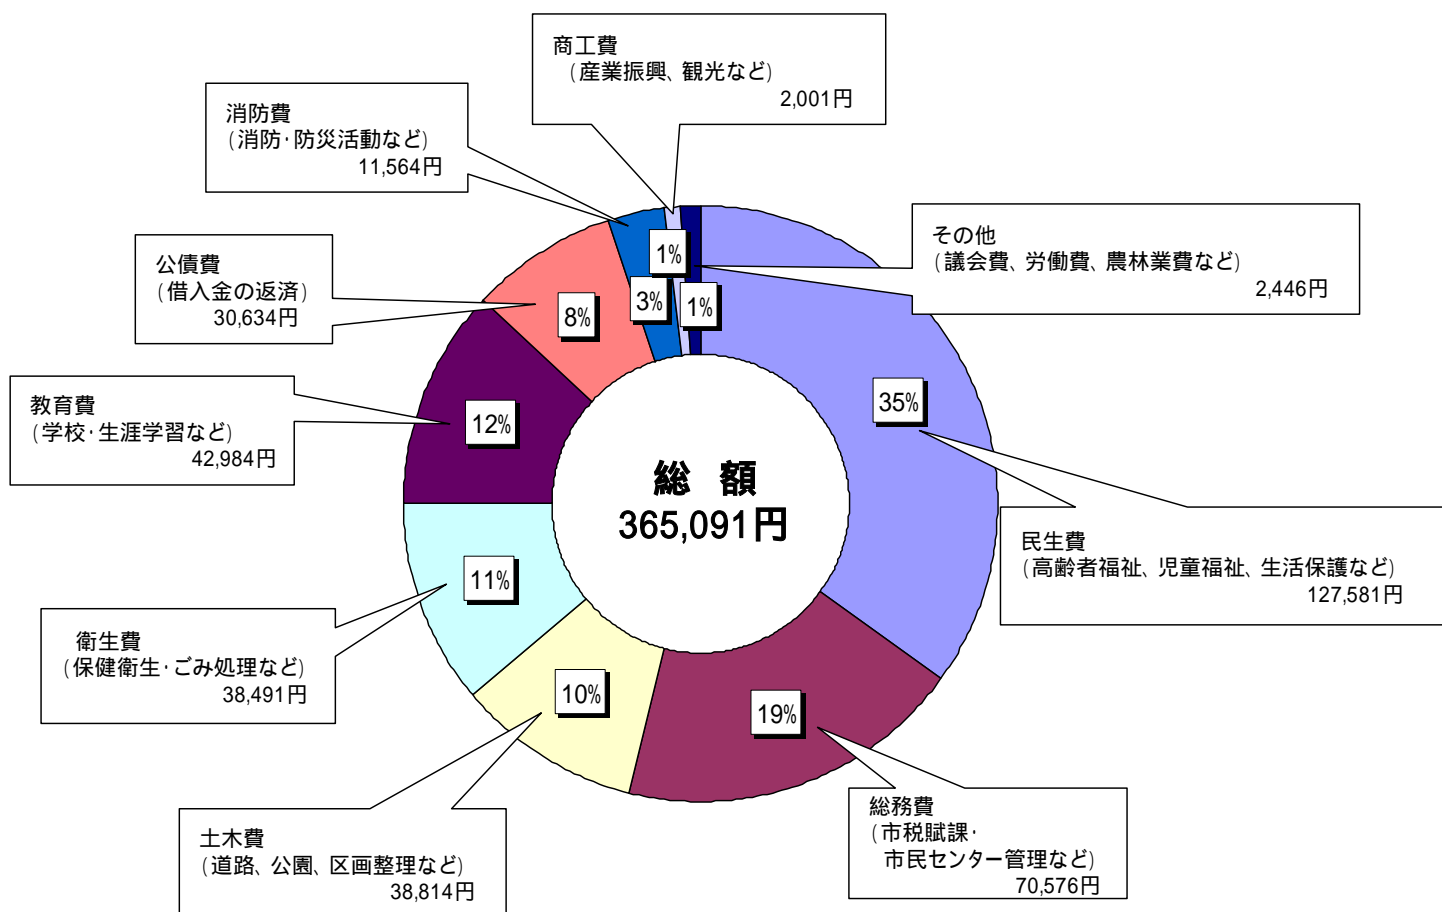 商工費
(産業振興、観光など)
2,001円
消防費
(消防・防災活動など)
11,564円
公債費
(借入金の返済)
30,634円
教育費
(学校・生涯学習など)
42,984円
衛生費
(保健衛生・ごみ処理など)
38,491円
土木費
(道路、公園、区画整理など)
38,814円
総務費
(市税賦課・
市民センター管理など)
70,576円
民生費
(高齢者福祉、児童福祉、生活保護など)
127,581円
その他
(議会費、労働費、農林業費など)
2,446円
1%
3%
1%
8%
35%
12%
11%
10%
19%
総 額
365,091円